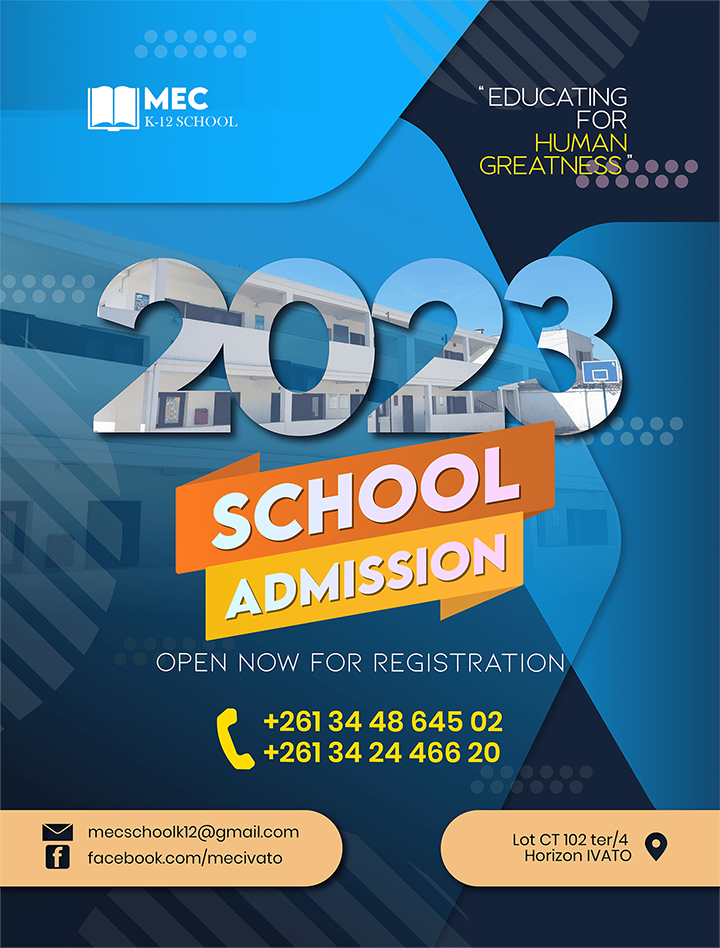 MEC
K-12 SCHOOL
“ EDUCATING
FOR
HUMAN
GREATNESS ”
2023
SCHOOL
ADMISSION
OPEN NOW FOR REGISTRATION
+261 34 48 645 02
+261 34 24 466 20
mecschoolk12@gmail.com
facebook.com/mecivato
Lot CT 102 ter/4
Horizon IVATO